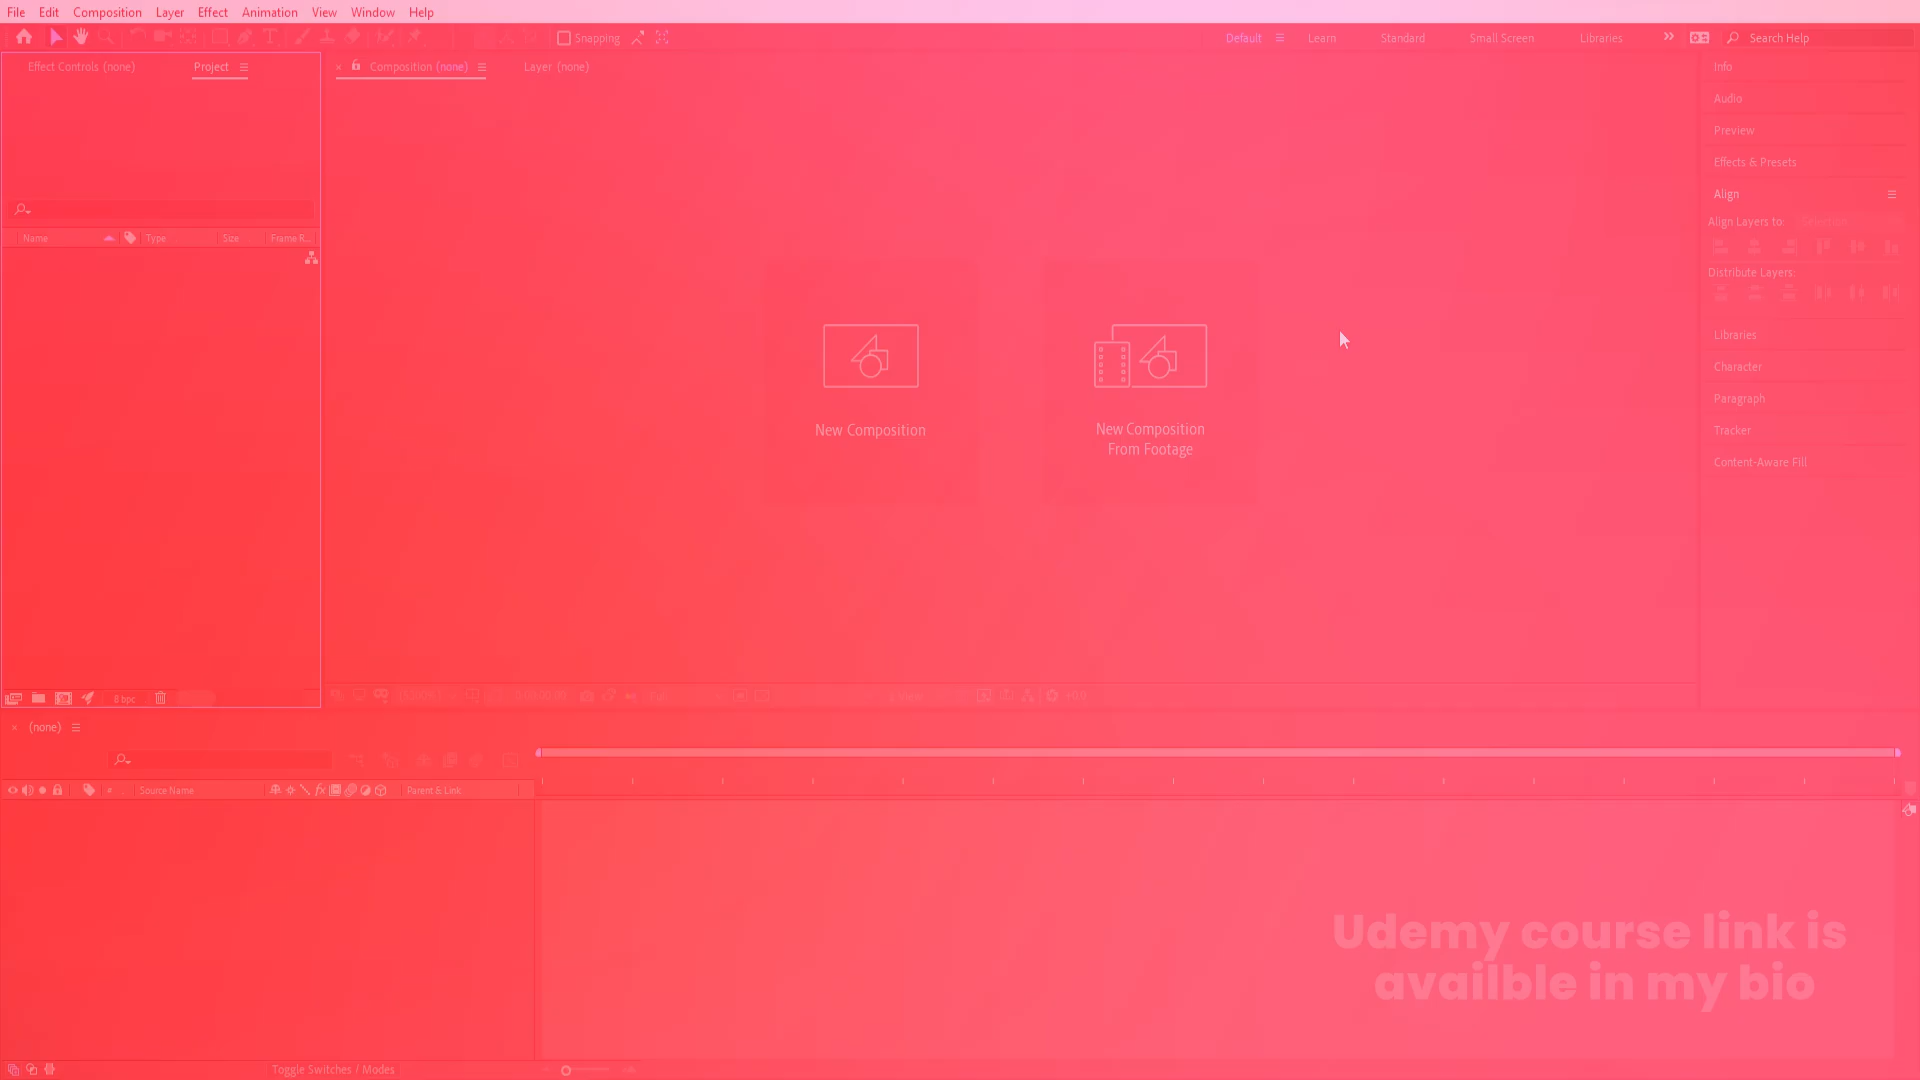 File Edit Composition Layer Effect Animation View Window Help
Snapping
Default Learn Standard Small Screen Libraries Search Help
Effect Controls (none) Project
Composition (none) Layer (none)
Name Type Size Frame R...
New Composition
New Composition
From Footage
Info
Audio
Preview
Effects & Presets
Align
Align Layers to: Selection
Distribute Layers:
Libraries
Character
Paragraph
Tracker
Content-Aware Fill
8 bpc
(none)
# . Source Name Parent & Link
Udemy course link is
availble in my bio
Toggle Switches / Modes